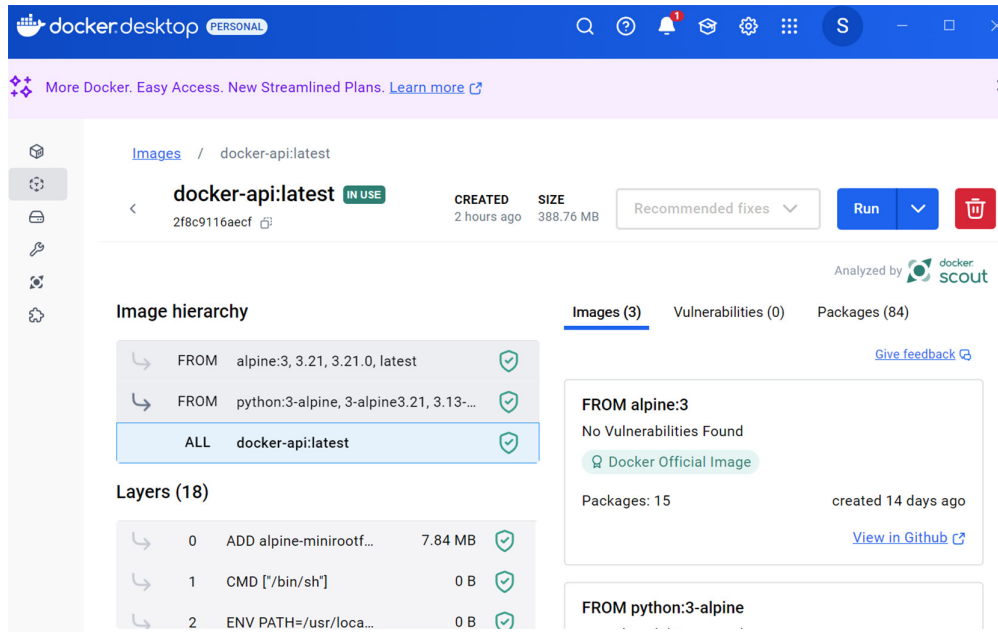 docker.desktop PERSONAL 1 S
More Docker. Easy Access. New Streamlined Plans. Learn more
Images / docker-api:latest
docker-api:latest IN USE
2f8c9116aecf
CREATED SIZE
2 hours ago 388.76 MB
Recommended fixes
Run
Analyzed by docker scout
Image hierarchy
FROM alpine:3, 3.21, 3.21.0, latest
FROM python:3-alpine, 3-alpine3.21, 3.13-...
ALL docker-api:latest
Layers (18)
0 ADD alpine-minirootf... 7.84 MB
1 CMD ["/bin/sh"] 0 B
2 ENV PATH=/usr/loca... 0 B
Images (3) Vulnerabilities (0) Packages (84)
Give feedback
FROM alpine:3
No Vulnerabilities Found
Docker Official Image
Packages: 15 created 14 days ago
View in Github
FROM python:3-alpine